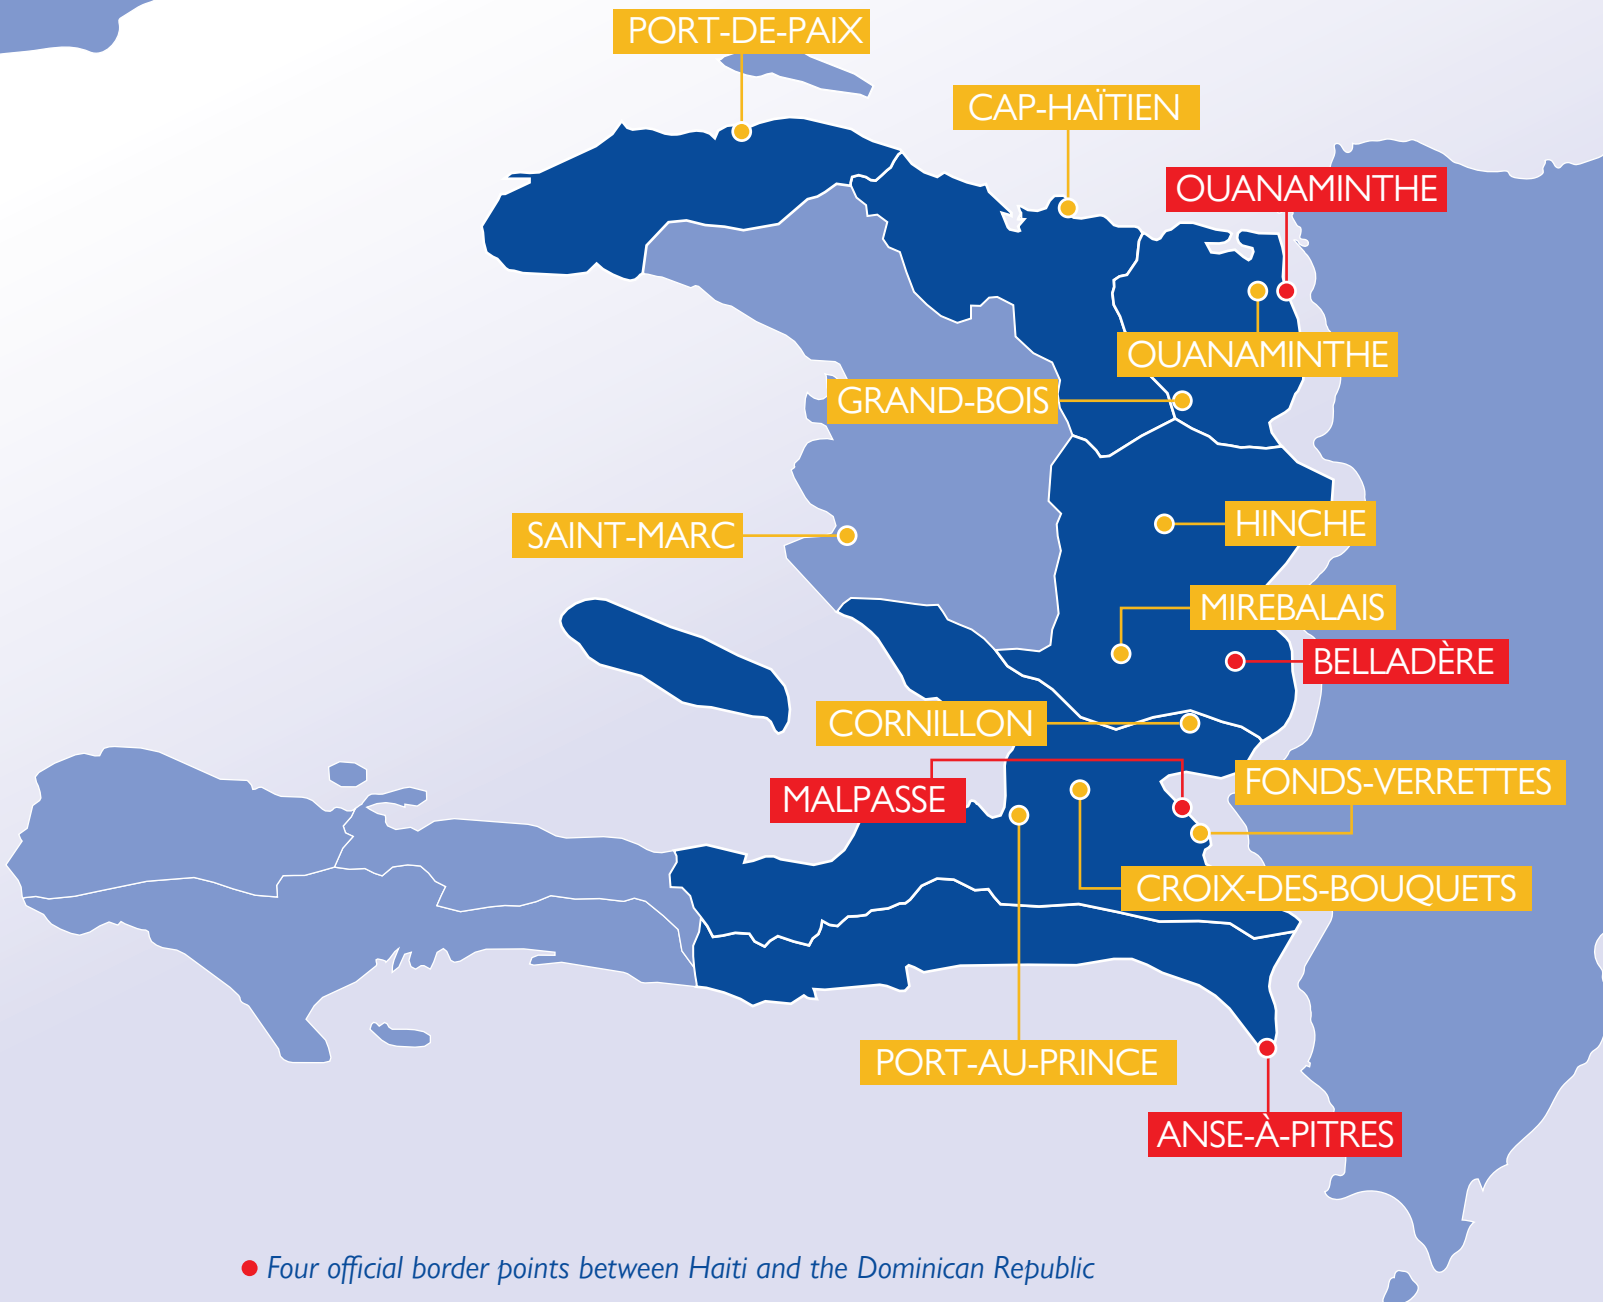 PORT-DE-PAIX
CAP-HAÏTIEN
OUANAMINTHE
OUANAMINTHE
GRAND-BOIS
HINCHE
SAINT-MARC
MIREBALAIS
BELLADÈRE
CORNILLON
FONDS-VERRETTES
MALPASSE
CROIX-DES-BOUQUETS
PORT-AU-PRINCE
ANSE-À-PITRES
Four official border points between Haiti and the Dominican Republic